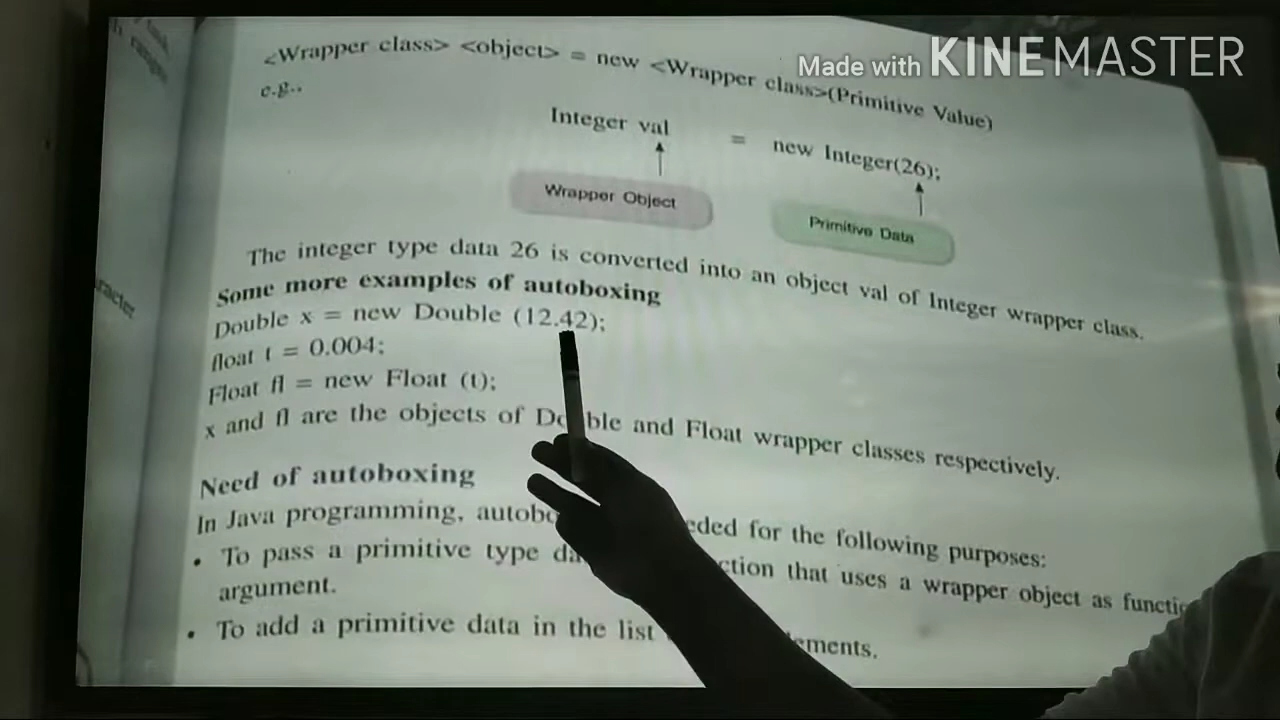 Made with KINEMASTER
<Wrapper class> <object> = new <Wrapper class>(Primitive Value)
e.g.,
Integer val = new Integer(26);
Wrapper Object
Primitive Data
The integer type data 26 is converted into an object val of Integer wrapper class.
Some more examples of autoboxing
Double x = new Double (12.42);
float t = 0.004;
Float fl = new Float (t);
x and fl are the objects of Double and Float wrapper classes respectively.
Need of autoboxing
In Java programming, for the following purposes:
• To pass a primitive type that uses a wrapper object as
argument.
• To add a primitive data in the list